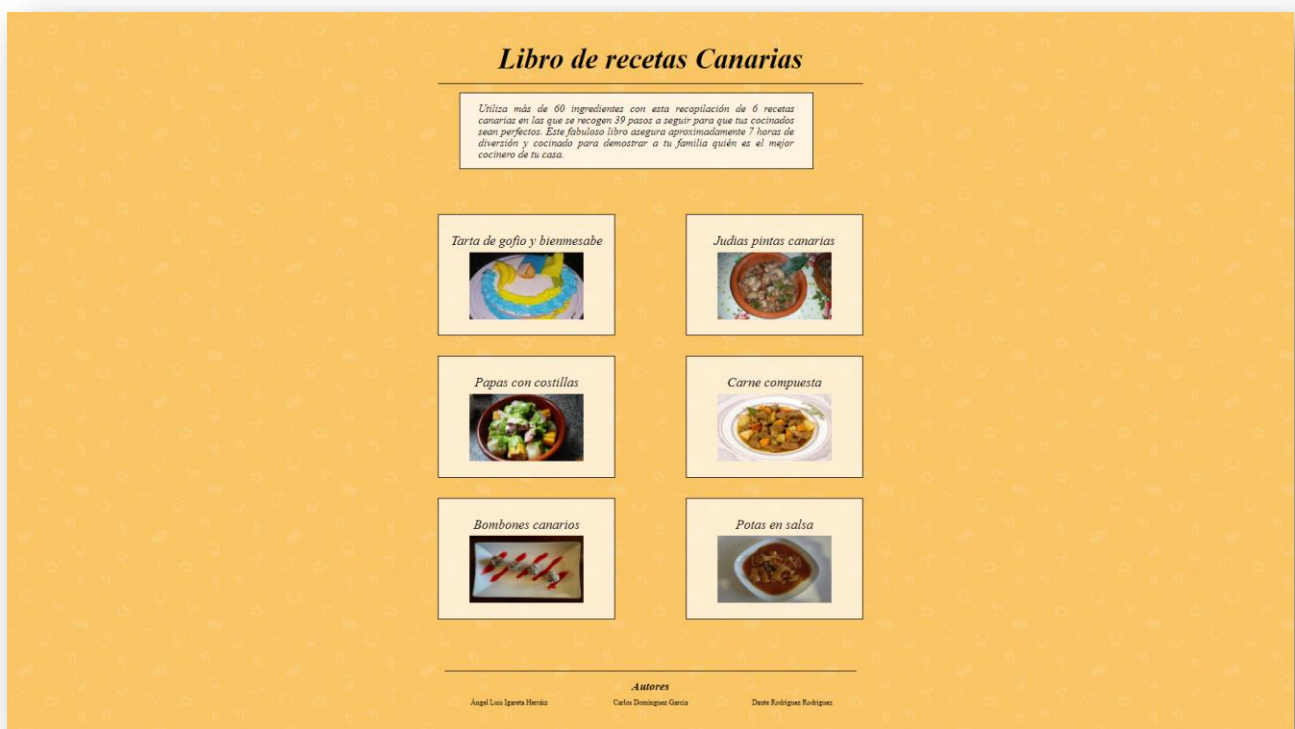 Libro de recetas Canarias
Utiliza más de 60 ingredientes con esta recopilación de 6 recetas
canarias en las que se recogen 39 pasos a seguir para que tus cocinados
sean perfectos. Este fabuloso libro asegura aproximadamente 7 horas de
diversión y cocinado para demostrar a tu familia quién es el mejor
cocinero de tu casa.
Tarta de gofio y bienmesabe
Judías pintas canarias
Papas con costillas
Carne compuesta
Bombones canarios
Potas en salsa
Autores
Ángel Luis Igareta Herráiz
Carlos Domínguez García
Daute Rodríguez Rodríguez